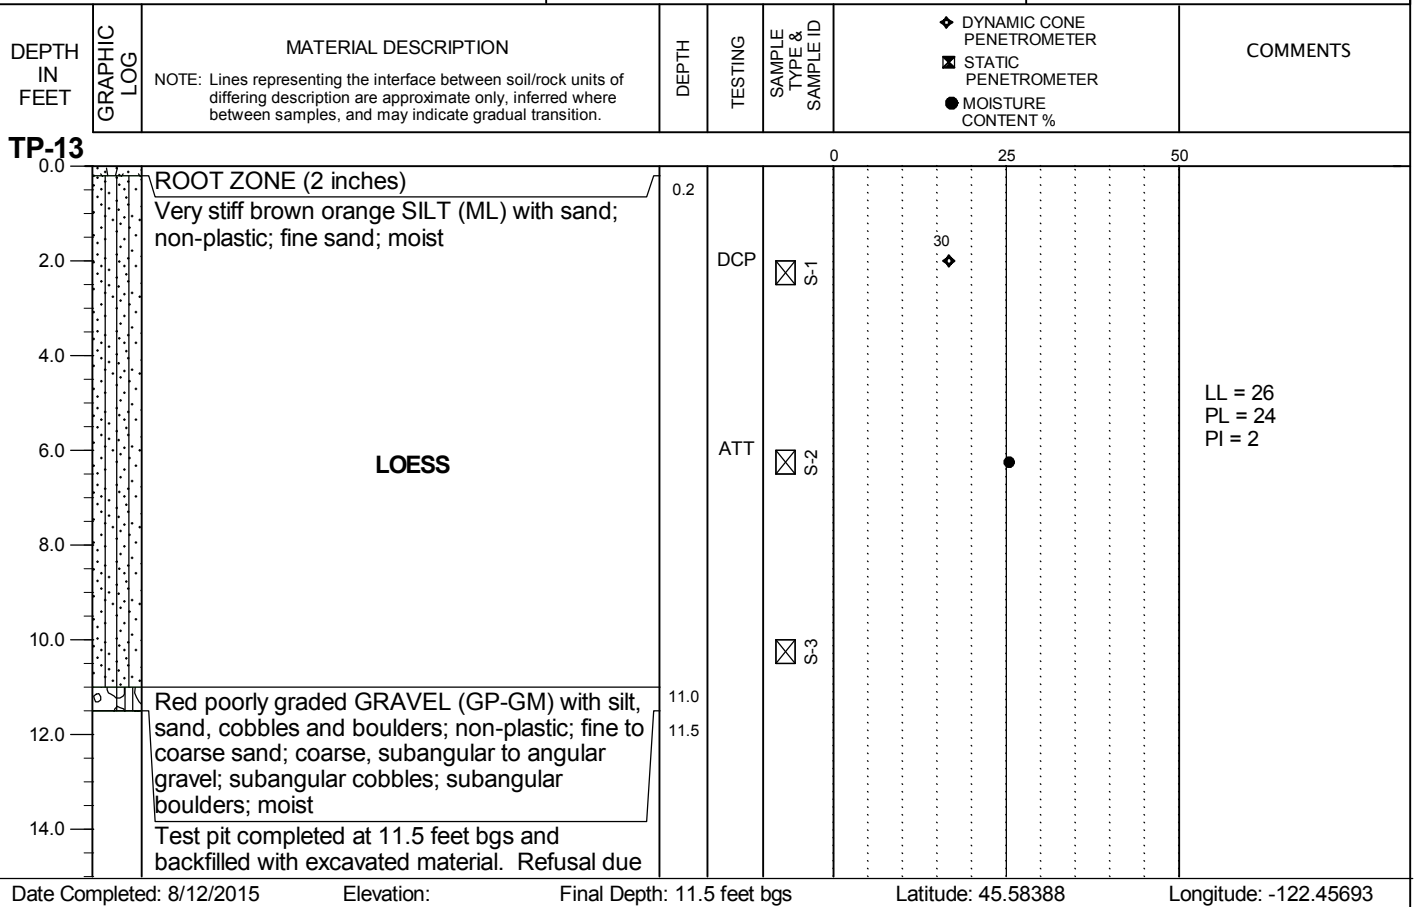 DEPTH
IN
FEET
GRAPHIC
LOG
MATERIAL DESCRIPTION
NOTE: Lines representing the interface between soil/rock units of
differing description are approximate only, inferred where
between samples, and may indicate gradual transition.
DEPTH
TESTING
SAMPLE
TYPE &
SAMPLE ID
DYNAMIC CONE
PENETROMETER
STATIC
PENETROMETER
MOISTURE
CONTENT %
COMMENTS
TP-13
0 25 50
0.0
ROOT ZONE (2 inches)
0.2
Very stiff brown orange SILT (ML) with sand;
non-plastic; fine sand; moist
30
2.0
DCP
S-1
4.0
LL = 26
PL = 24
PI = 2
6.0
LOESS
ATT
S-2
8.0
10.0
S-3
Red poorly graded GRAVEL (GP-GM) with silt,
sand, cobbles and boulders; non-plastic; fine to
coarse sand; coarse, subangular to angular
gravel; subangular cobbles; subangular
boulders; moist
11.0
11.5
12.0
14.0
Test pit completed at 11.5 feet bgs and
backfilled with excavated material. Refusal due
Date Completed: 8/12/2015 Elevation: Final Depth: 11.5 feet bgs Latitude: 45.58388 Longitude: -122.45693